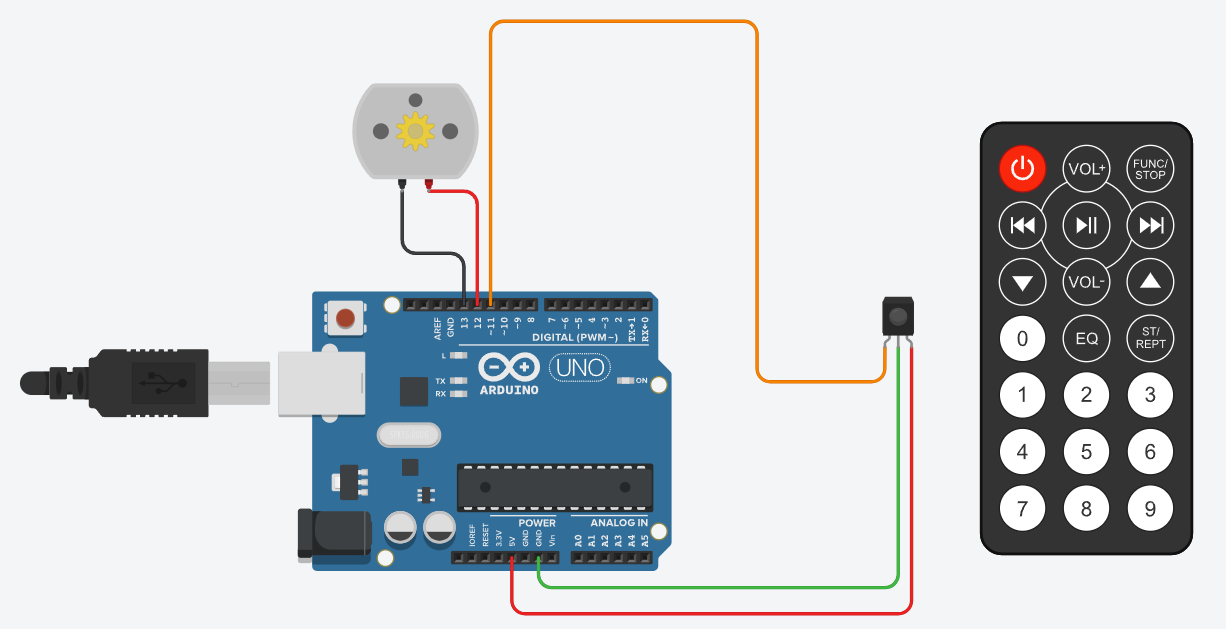 VOL+
FUNC/
STOP
VOL-
0
EQ
ST/
REPT
1
2
3
4
5
6
7
8
9
AREF
GND
13
12
~11
~10
~9
8
7
~6
~5
4
~3
2
TX→1
RX←0
DIGITAL (PWM~)
L
TX
RX
UNO
ARDUINO
ON
POWER
ANALOG IN
IOREF
RESET
3.3V
5V
GND
GND
Vin
A0
A1
A2
A3
A4
A5